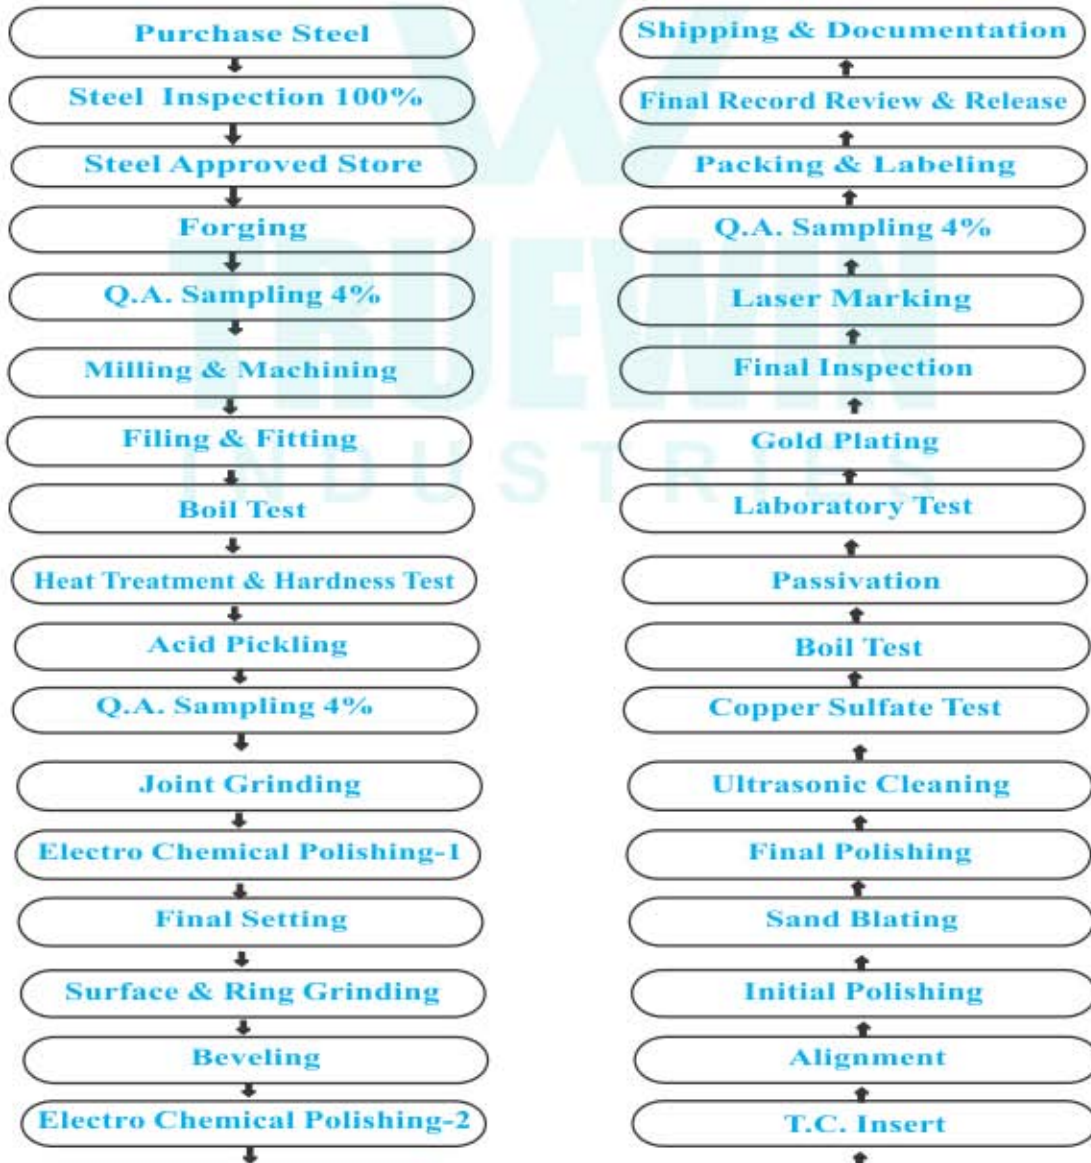 Purchase Steel
Steel Inspection 100%
Steel Approved Store
Forging
Q.A. Sampling 4%
Milling & Machining
Filing & Fitting
Boil Test
Heat Treatment & Hardness Test
Acid Pickling
Q.A. Sampling 4%
Joint Grinding
Electro Chemical Polishing-1
Final Setting
Surface & Ring Grinding
Beveling
Electro Chemical Polishing-2
Shipping & Documentation
Final Record Review & Release
Packing & Labeling
Q.A. Sampling 4%
Laser Marking
Final Inspection
Gold Plating
Laboratory Test
Passivation
Boil Test
Copper Sulfate Test
Ultrasonic Cleaning
Final Polishing
Sand Blating
Initial Polishing
Alignment
T.C. Insert
TRUEWIN
INDUSTRIES